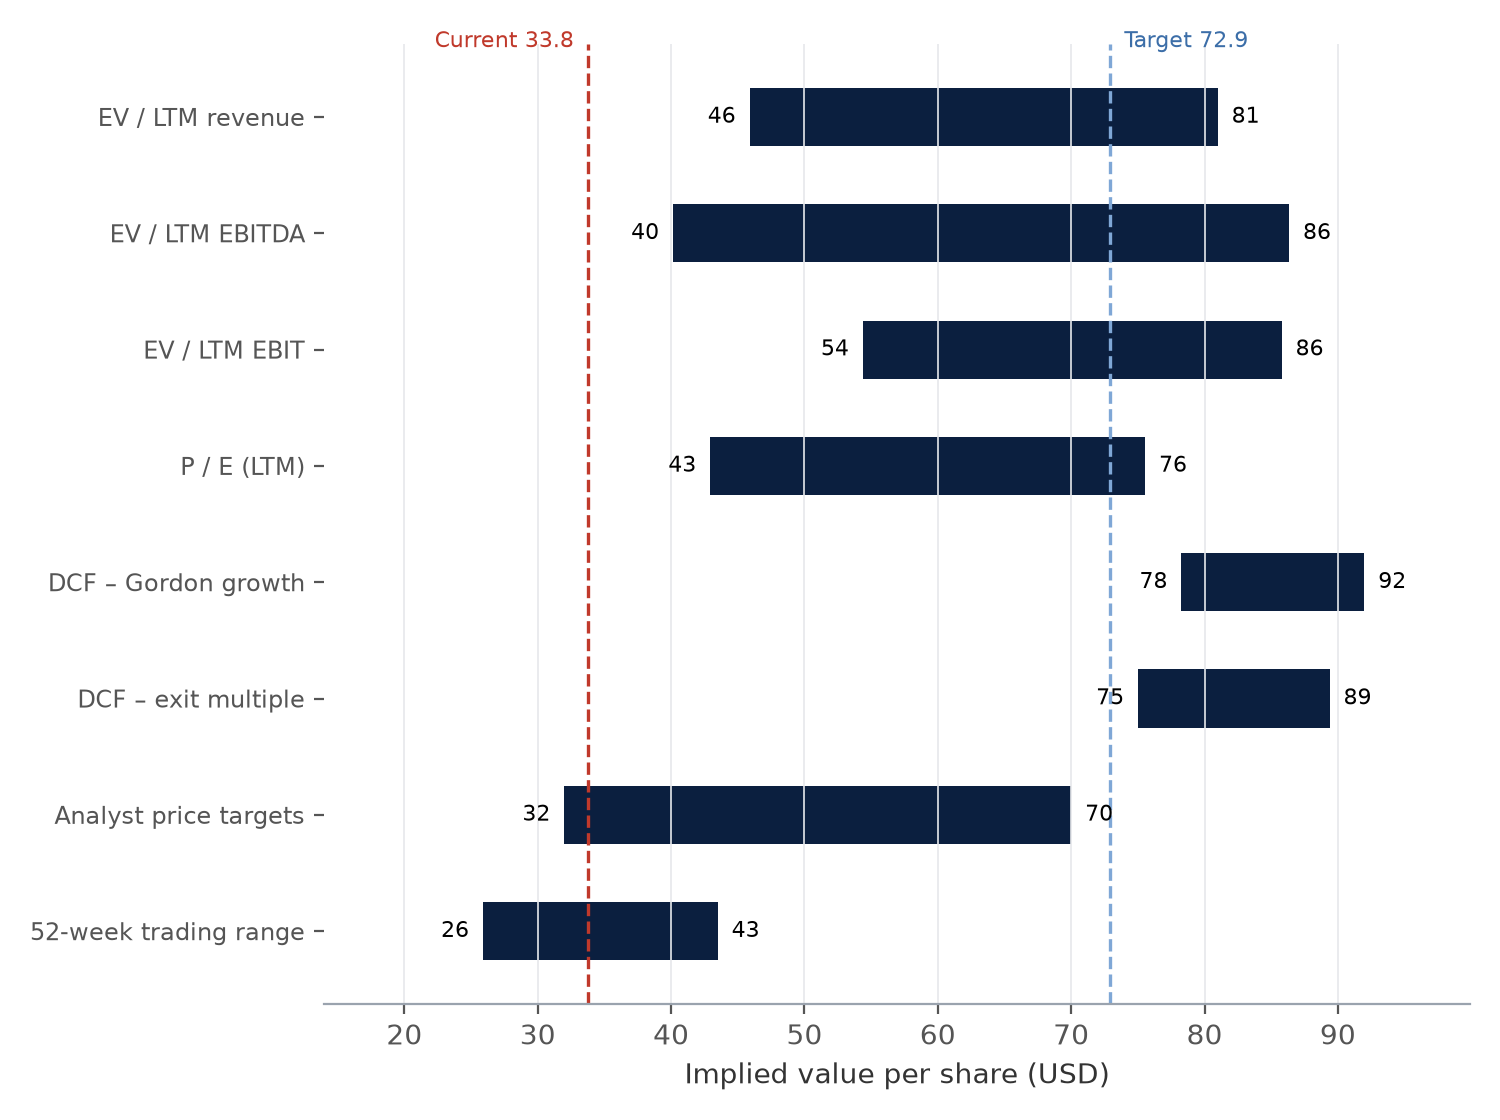 Current 33.8 Target 72.9
EV / LTM revenue 46 81
EV / LTM EBITDA 40 86
EV / LTM EBIT 54 86
P / E (LTM) 43 76
DCF – Gordon growth 78 92
DCF – exit multiple 75 89
Analyst price targets 32 70
52-week trading range 26 43
20 30 40 50 60 70 80 90
Implied value per share (USD)